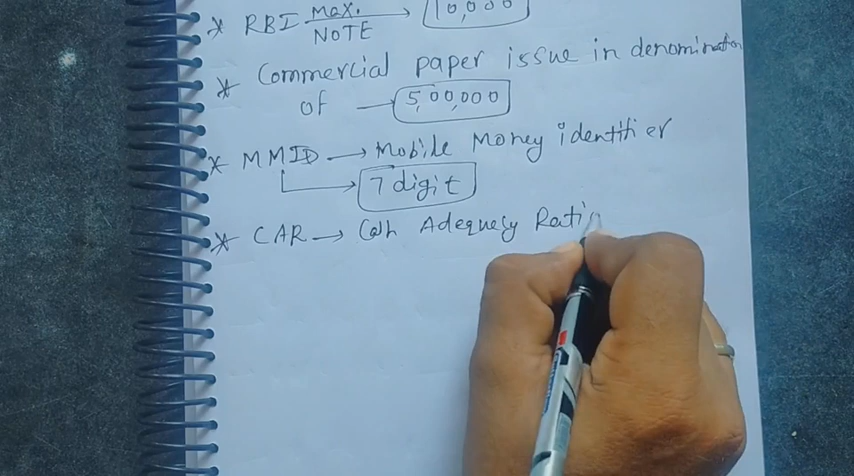 * RBI Max. NOTE → 10,000
* Commercial paper issue in denomination
of → 5,00,000
* MMID → Mobile Money identifier
→ 7 digit
* CAR → Cash Adequesy Ratio